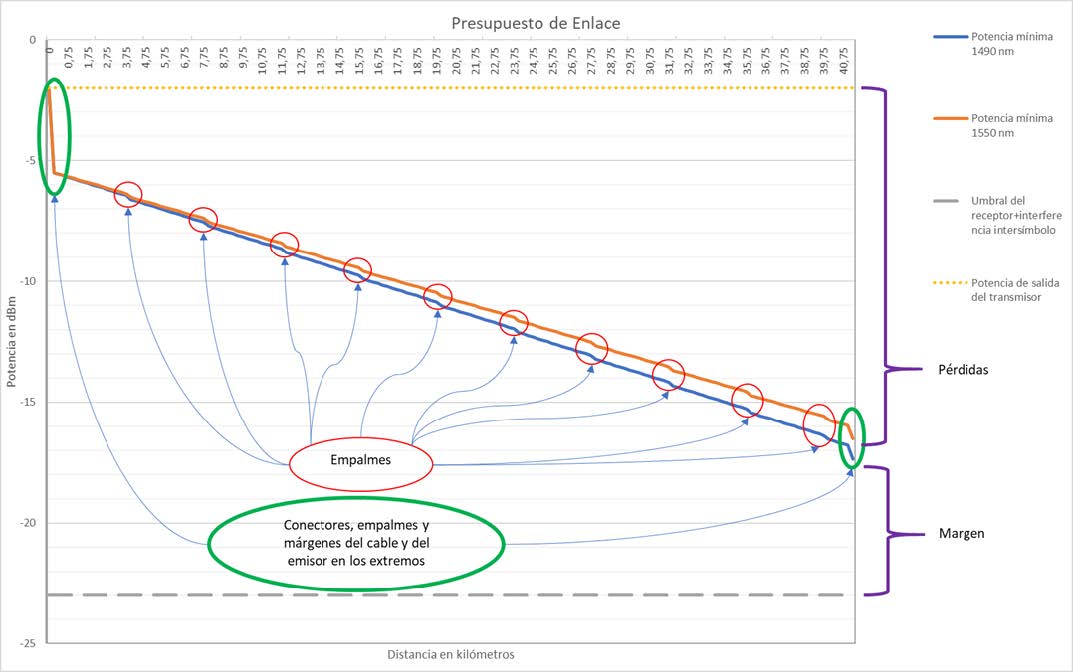 Presupuesto de Enlace
0
-5
-10
-15
-20
-25
Potencia en dBm
0
0,75
1,75
2,75
3,75
4,75
5,75
6,75
7,75
8,75
9,75
10,75
11,75
12,75
13,75
14,75
15,75
16,75
17,75
18,75
19,75
20,75
21,75
22,75
23,75
24,75
25,75
26,75
27,75
28,75
29,75
30,75
31,75
32,75
33,75
34,75
35,75
36,75
37,75
38,75
39,75
40,75
Potencia mínima
1490 nm
Potencia mínima
1550 nm
Umbral del
receptor+interfere
ncia intersímbolo
Potencia de salida
del transmisor
Pérdidas
Margen
Empalmes
Conectores, empalmes y
márgenes del cable y del
emisor en los extremos
Distancia en kilómetros